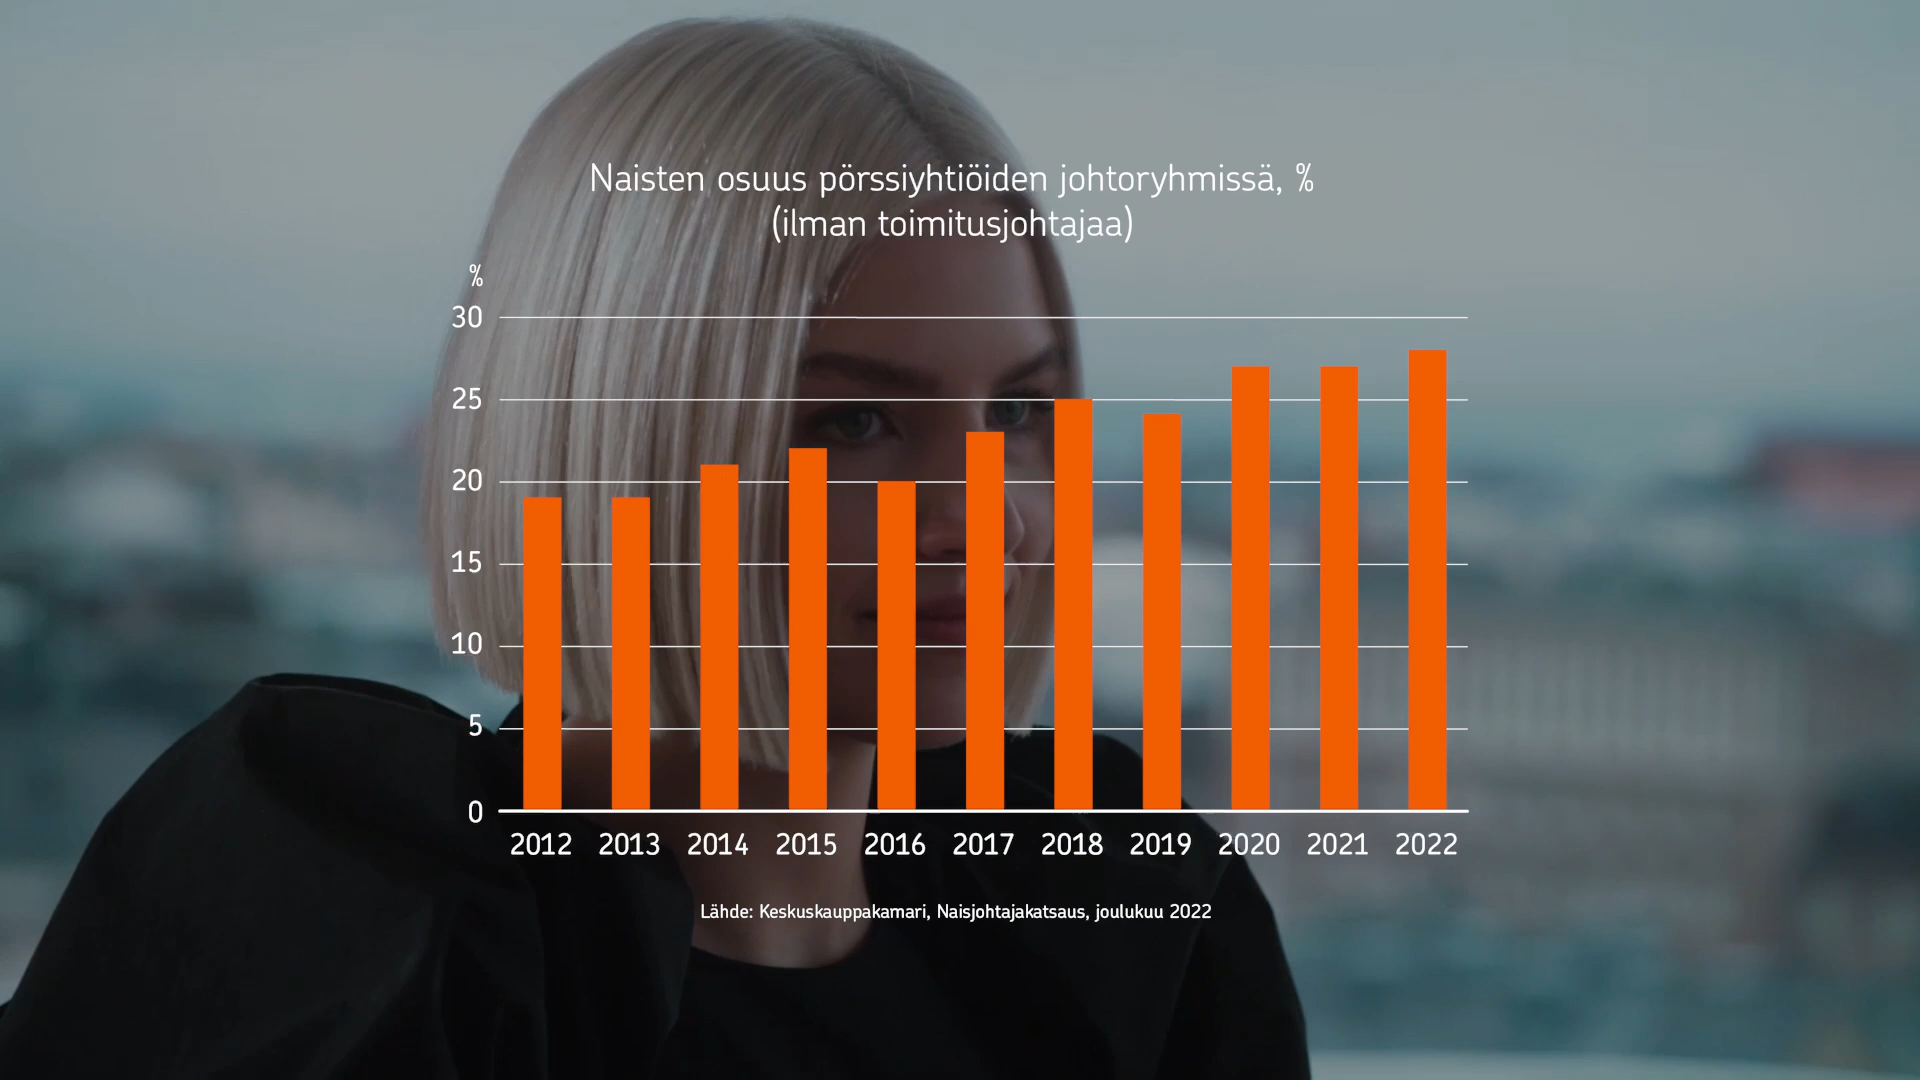 Naisten osuus pörssiyhtiöiden johtoryhmissä, %
(ilman toimitusjohtajaa)
%
30
25
20
15
10
5
0
2012 2013 2014 2015 2016 2017 2018 2019 2020 2021 2022
Lähde: Keskuskauppakamari, Naisjohtajakatsaus, joulukuu 2022